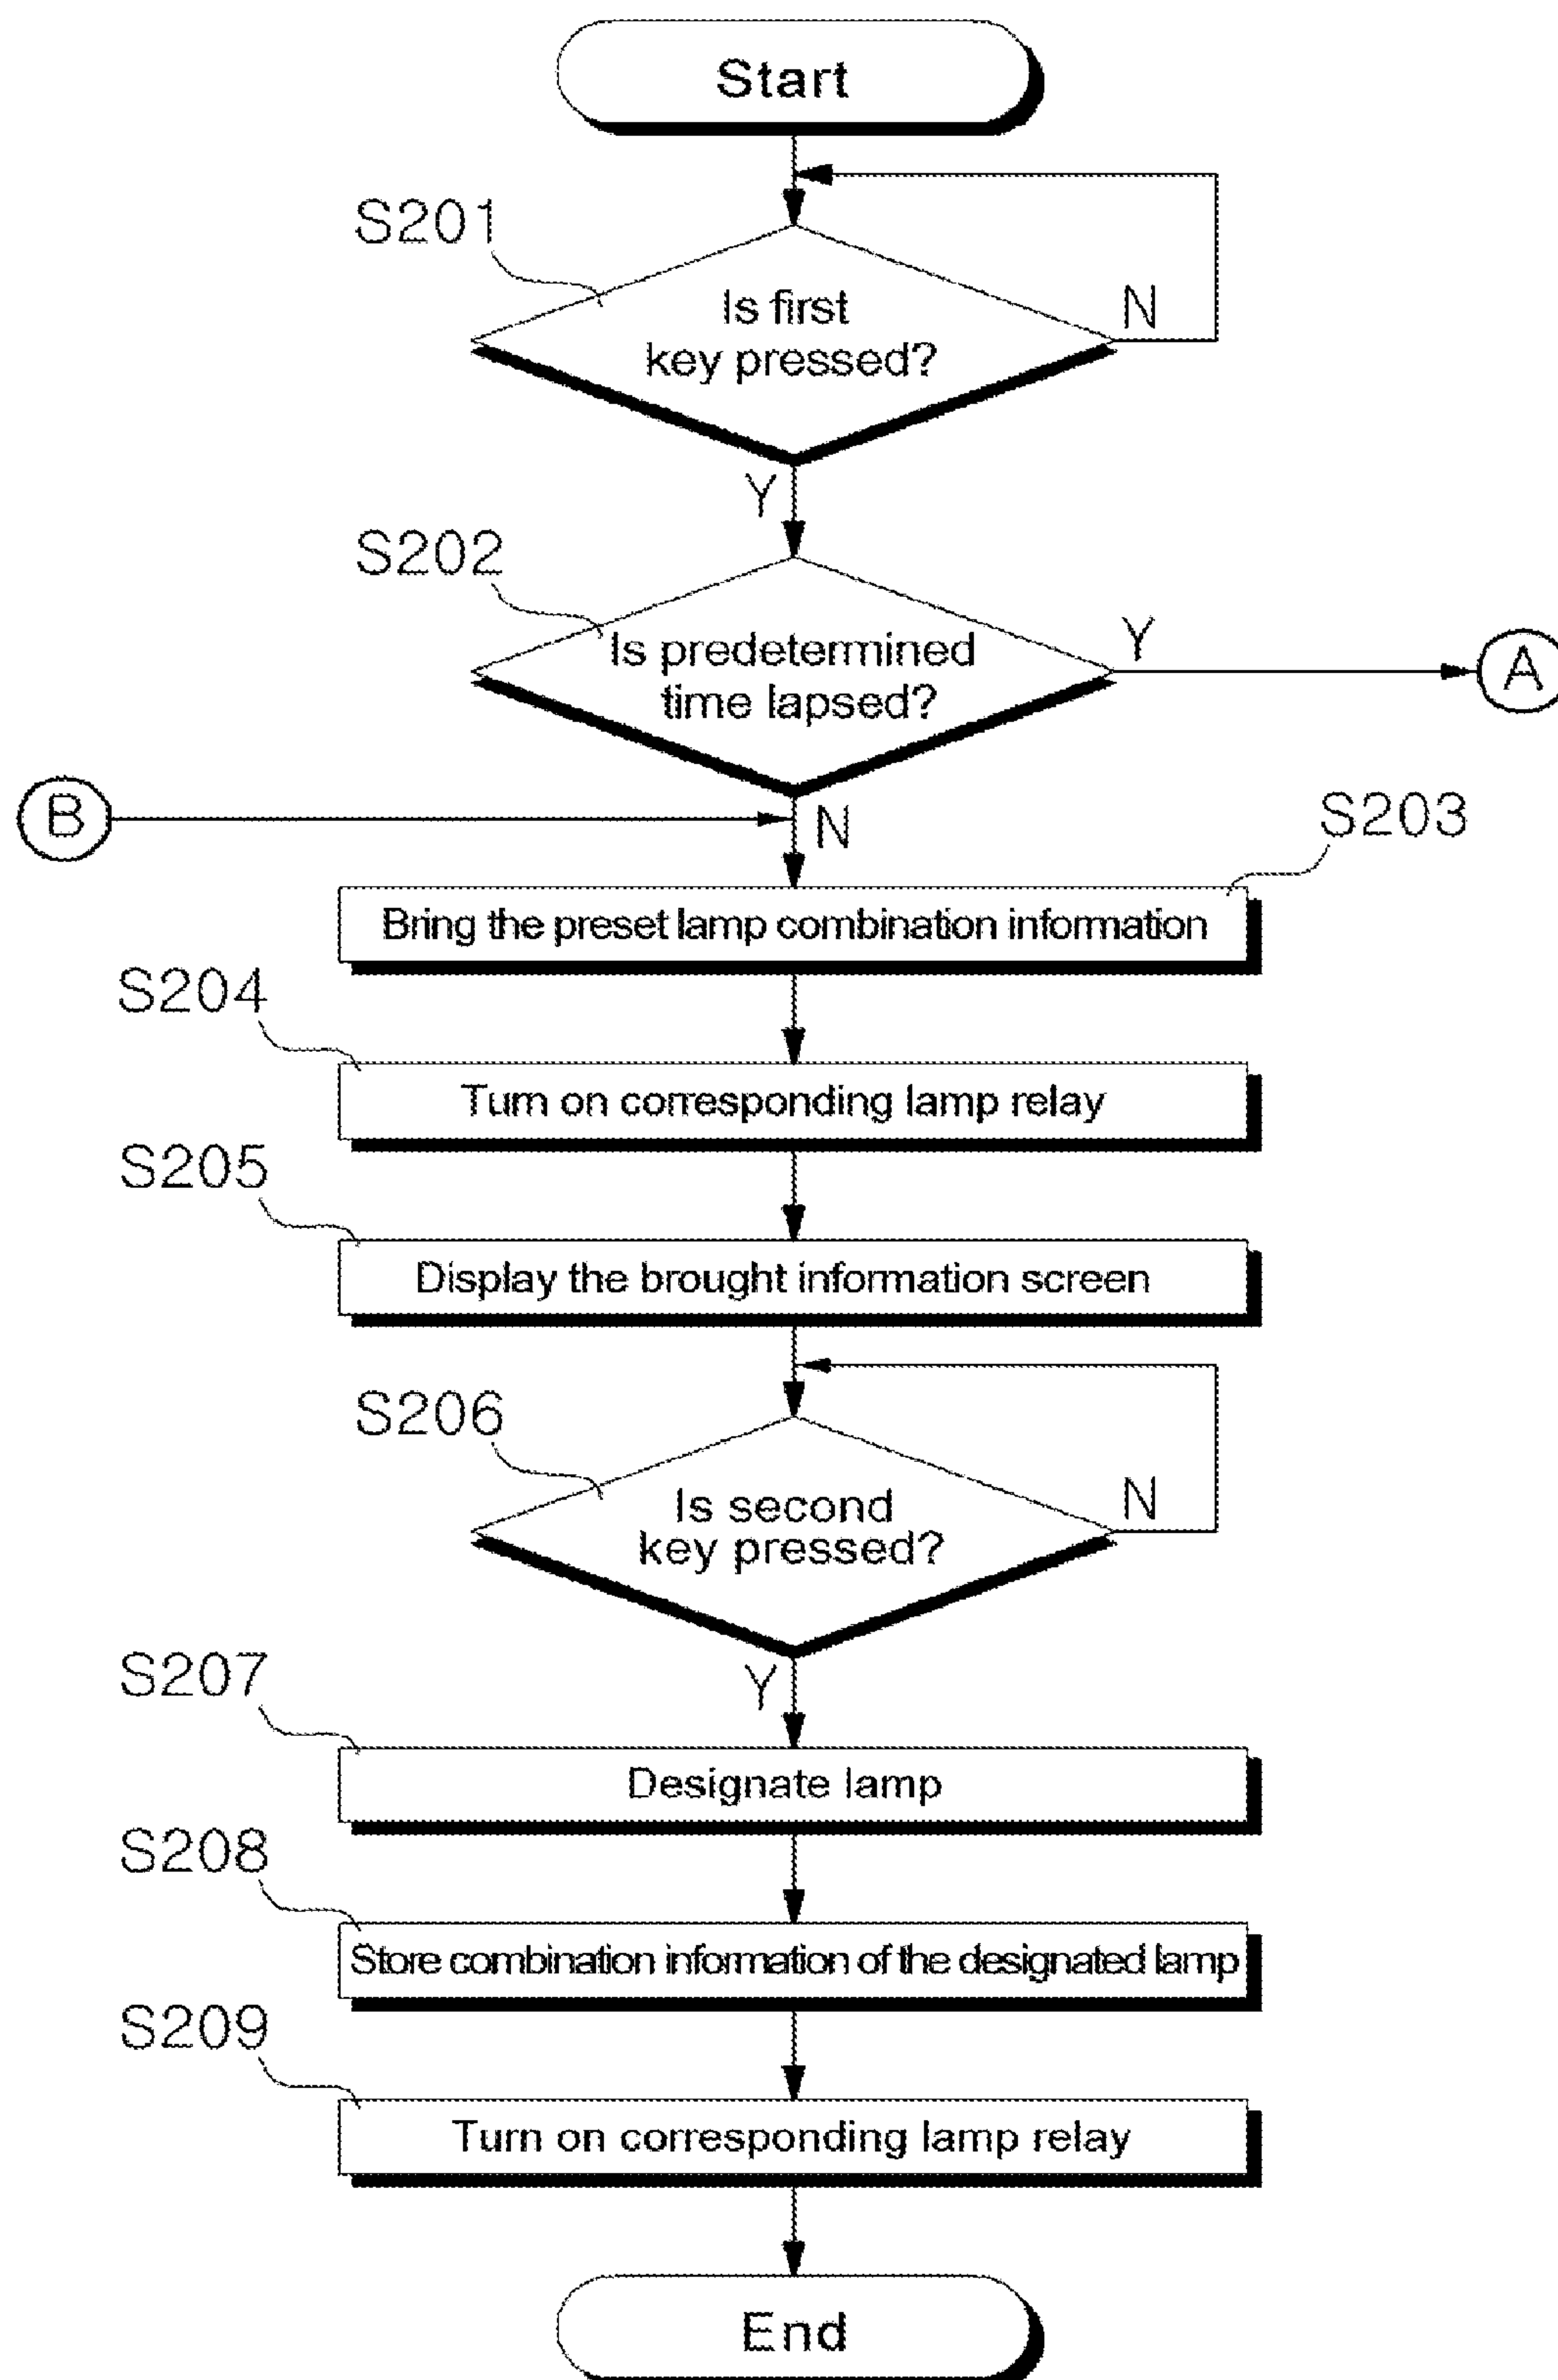 Start
S201
Is first
key pressed?
N
Y
S202
Is predetermined
time lapsed?
Y
A
B
N
S203
Bring the preset lamp combination information
S204
Turn on corresponding lamp relay
S205
Display the brought information screen
S206
Is second
key pressed?
N
Y
S207
Designate lamp
S208
Store combination information of the designated lamp
S209
Turn on corresponding lamp relay
End